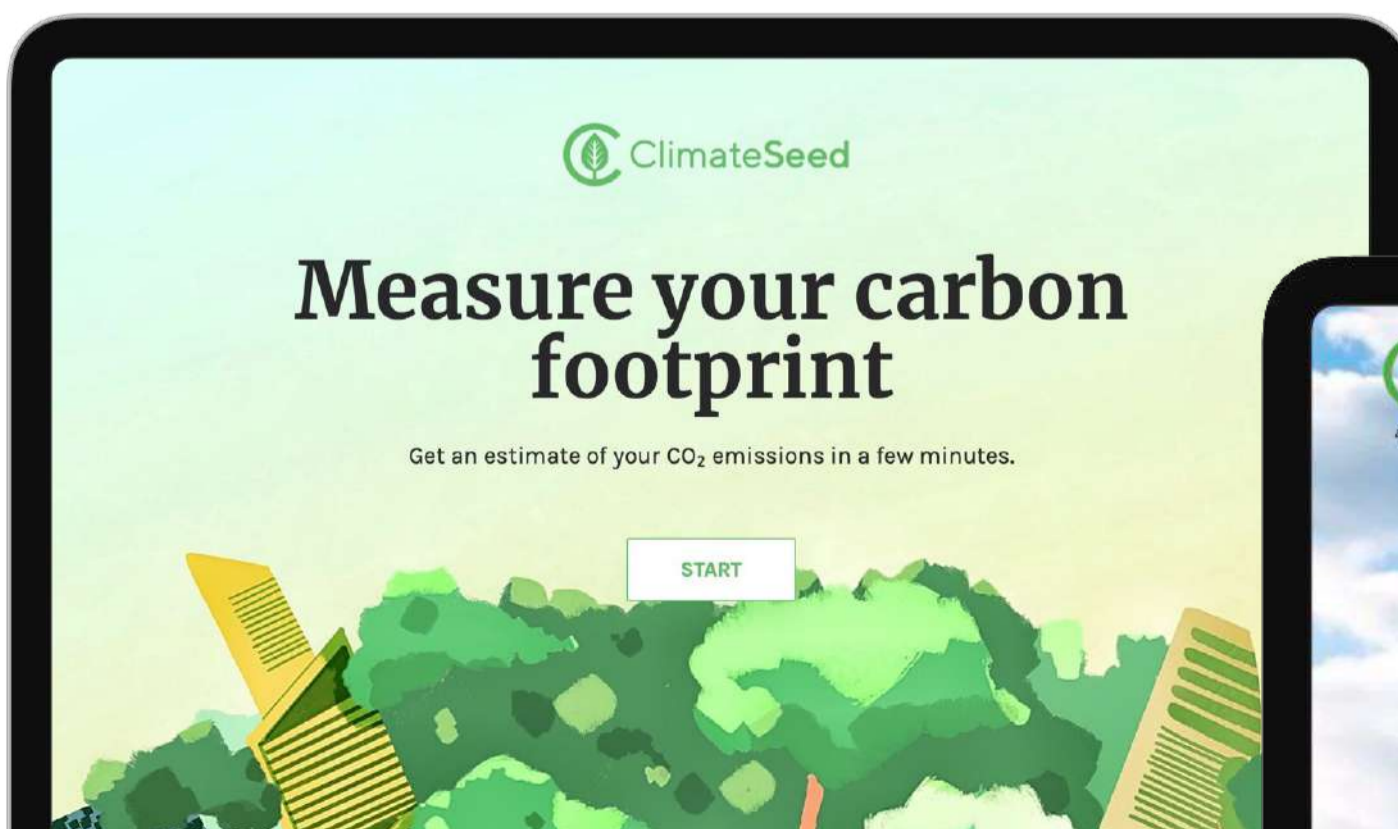 ClimateSeed
Measure your carbon
footprint
Get an estimate of your CO₂ emissions in a few minutes.
START